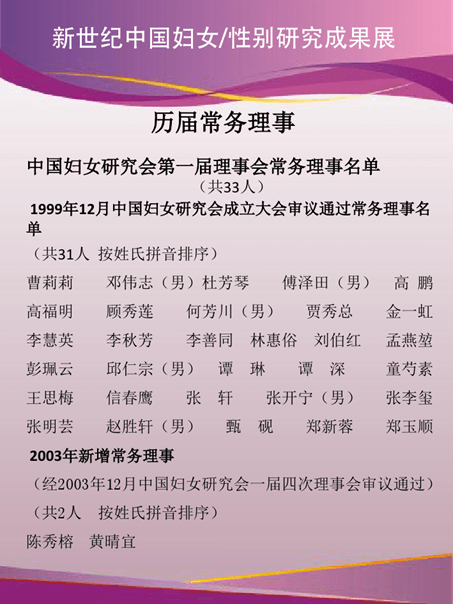 新世纪中国妇女/性别研究成果展
历届常务理事
中国妇女研究会第一届理事会常务理事名单
（共33人）
1999年12月中国妇女研究会成立大会审议通过常务理事名
单
（共31人 按姓氏拼音排序）
曹莉莉 邓伟志（男）杜芳琴 傅泽田（男） 高 鹏
高福明 顾秀莲 何芳川（男） 贾秀总 金一虹
李慧英 李秋芳 李善同 林惠俗 刘伯红 孟燕堃
彭珮云 邱仁宗（男） 谭 琳 谭 深 童芍素
王思梅 信春鹰 张 轩 张开宁（男） 张李玺
张明芸 赵胜轩（男） 甄 砚 郑新蓉 郑玉顺
2003年新增常务理事
（经2003年12月中国妇女研究会一届四次理事会审议通过）
（共2人 按姓氏拼音排序）
陈秀榕 黄晴宜